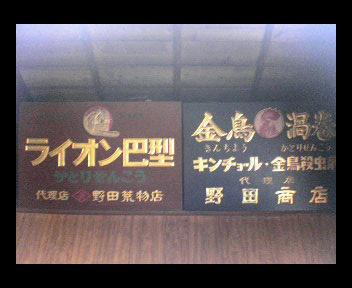 ライオン巴型
かとりせんこう
代理店 野田荒物店
金鳥 渦巻
きんちよう かとりせんこう
キンチョール・金鳥殺虫剤
代理店
野田商店